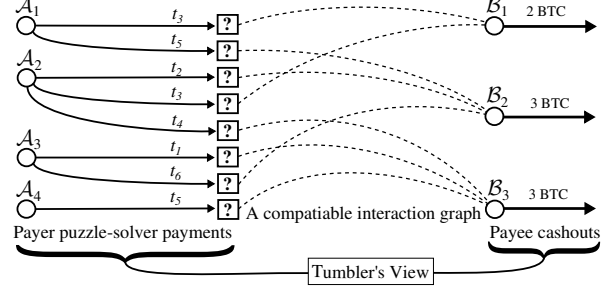 𝒜1 t3 ? ℬ1 2 BTC
t5 ?
𝒜2 t2 ?
t3 ?
ℬ2 3 BTC
t4 ?
𝒜3 t1 ?
t6 ?
𝒜4 t5 ? ℬ3 3 BTC
A compatiable interaction graph
Payer puzzle-solver payments Payee cashouts
Tumbler's View